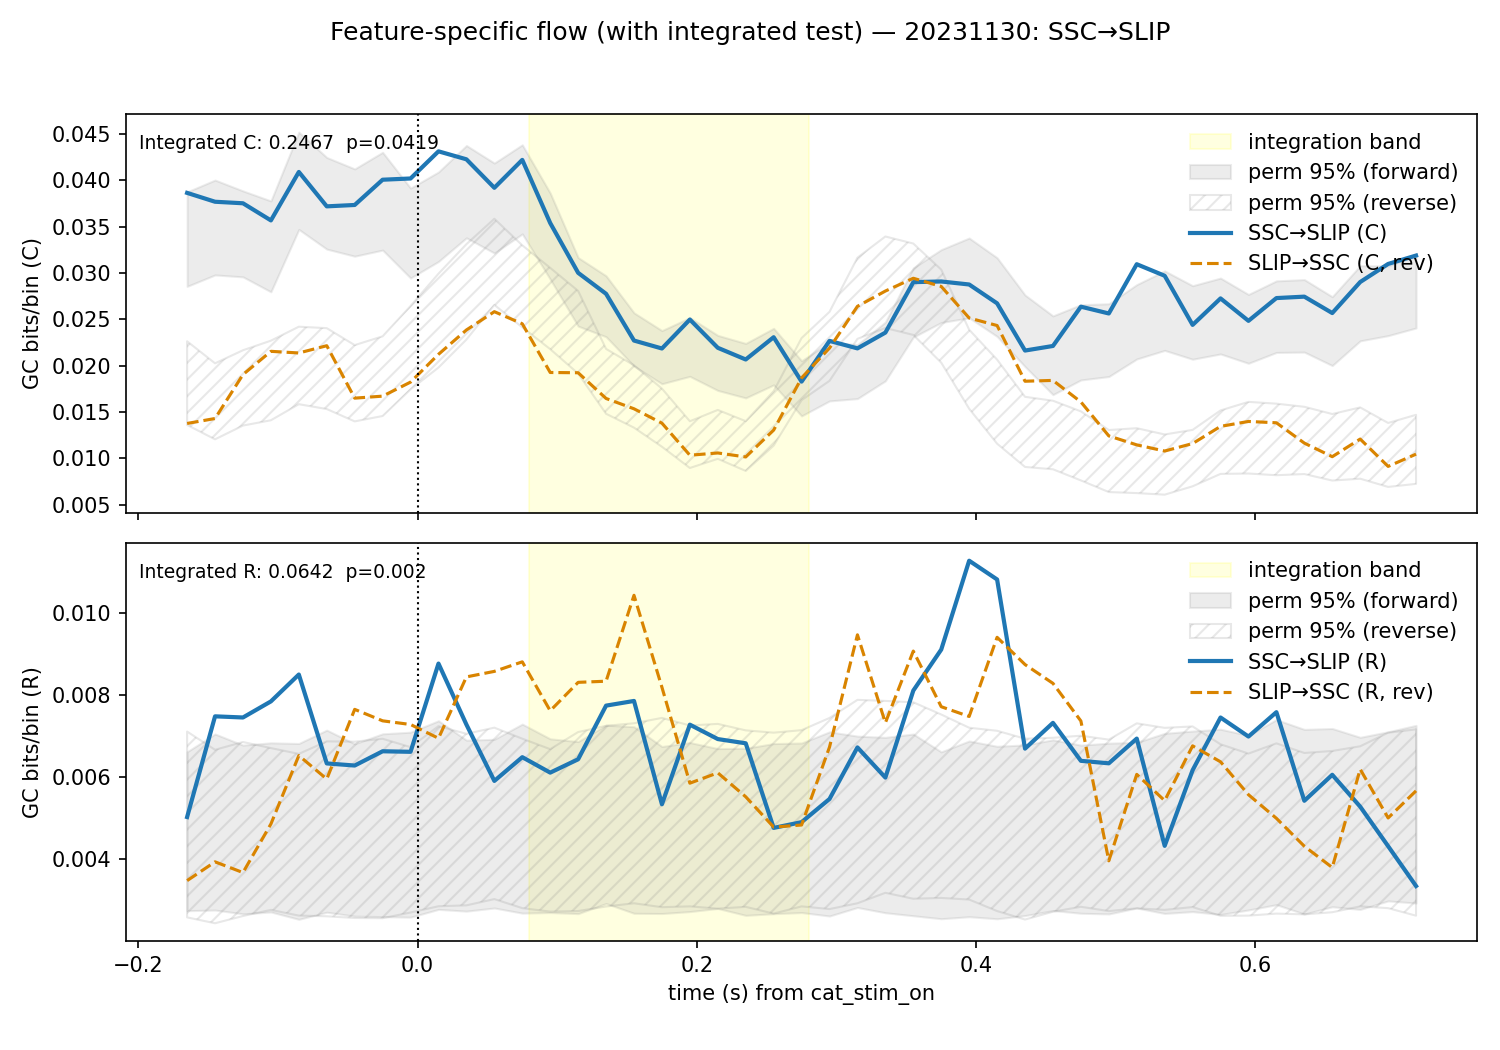 Feature-specific flow (with integrated test) — 20231130: SSC→SLIP
Integrated C: 0.2467  p=0.0419
integration band
perm 95% (forward)
perm 95% (reverse)
SSC→SLIP (C)
SLIP→SSC (C, rev)
GC bits/bin (C)
0.045
0.040
0.035
0.030
0.025
0.020
0.015
0.010
0.005
Integrated R: 0.0642  p=0.002
integration band
perm 95% (forward)
perm 95% (reverse)
SSC→SLIP (R)
SLIP→SSC (R, rev)
GC bits/bin (R)
0.010
0.008
0.006
0.004
−0.2 0.0 0.2 0.4 0.6
time (s) from cat_stim_on